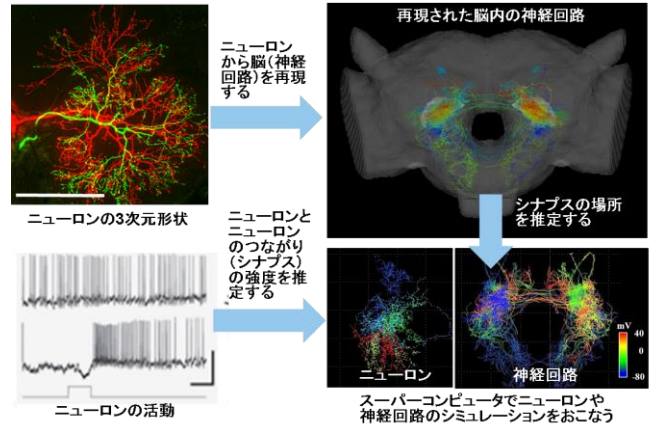 ニューロン
から脳(神経
回路)を再現
する
再現された脳内の神経回路
ニューロンの3次元形状
シナプスの場所
を推定する
ニューロンと
ニューロン
のつながり
(シナプス)
の強度を推
定する
mV
40
0
-80
ニューロン
神経回路
ニューロンの活動
スーパーコンピュータでニューロンや
神経回路のシミュレーションをおこなう